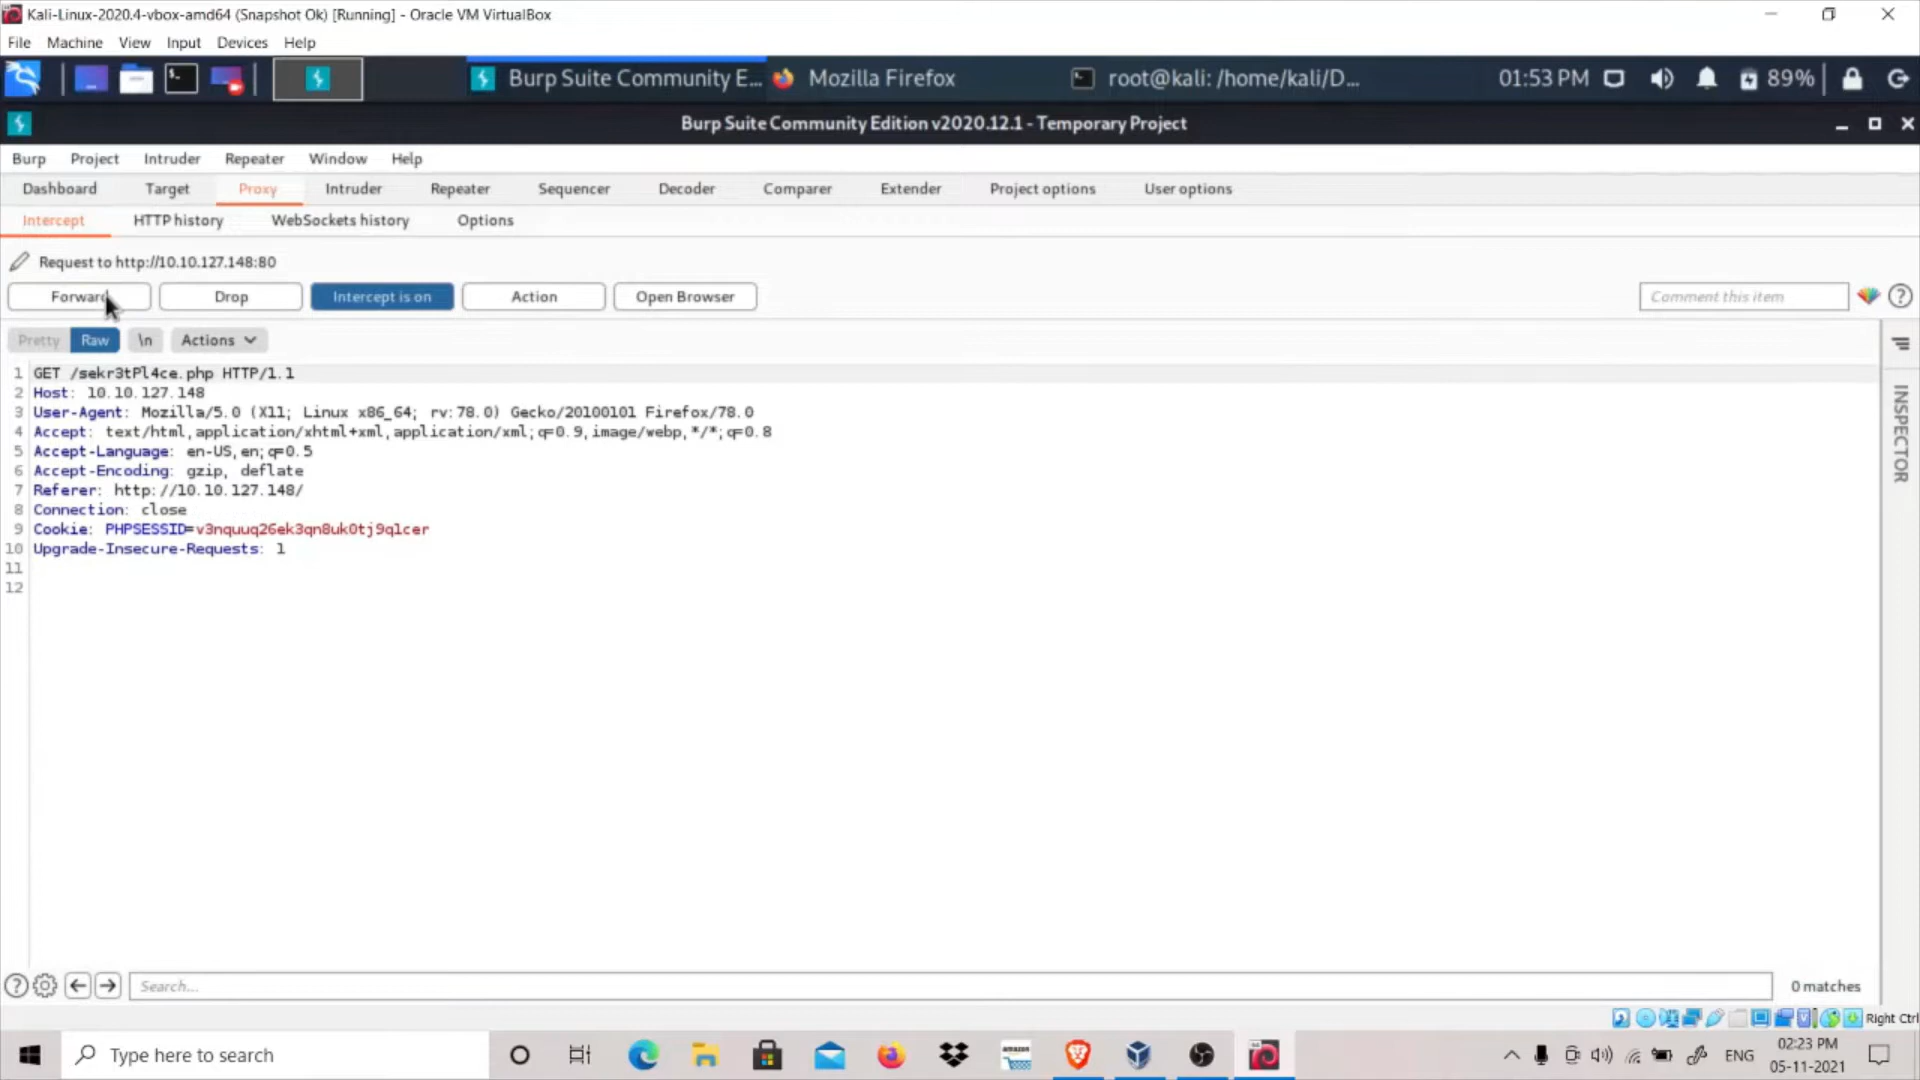 Kali-Linux-2020.4-vbox-amd64 (Snapshot Ok) [Running] - Oracle VM VirtualBox
File Machine View Input Devices Help
Burp Suite Community E... Mozilla Firefox root@kali: /home/kali/D... 01:53 PM 89%
Burp Suite Community Edition v2020.12.1 - Temporary Project
Burp Project Intruder Repeater Window Help
Dashboard Target Proxy Intruder Repeater Sequencer Decoder Comparer Extender Project options User options
Intercept HTTP history WebSockets history Options
Request to http://10.10.127.148:80
Forward Drop Intercept is on Action Open Browser Comment this item
Pretty Raw \n Actions
1 GET /sekr3tPl4ce.php HTTP/1.1
2 Host: 10.10.127.148
3 User-Agent: Mozilla/5.0 (X11; Linux x86_64; rv:78.0) Gecko/20100101 Firefox/78.0
4 Accept: text/html,application/xhtml+xml,application/xml;q=0.9,image/webp,*/*;q=0.8
5 Accept-Language: en-US,en;q=0.5
6 Accept-Encoding: gzip, deflate
7 Referer: http://10.10.127.148/
8 Connection: close
9 Cookie: PHPSESSID=v3nquuq26ek3qn8uk0tj9qlcer
10 Upgrade-Insecure-Requests: 1
11
12
INSPECTOR
Search... 0 matches
Right Ctrl
Type here to search amazon ENG 02:23 PM
05-11-2021